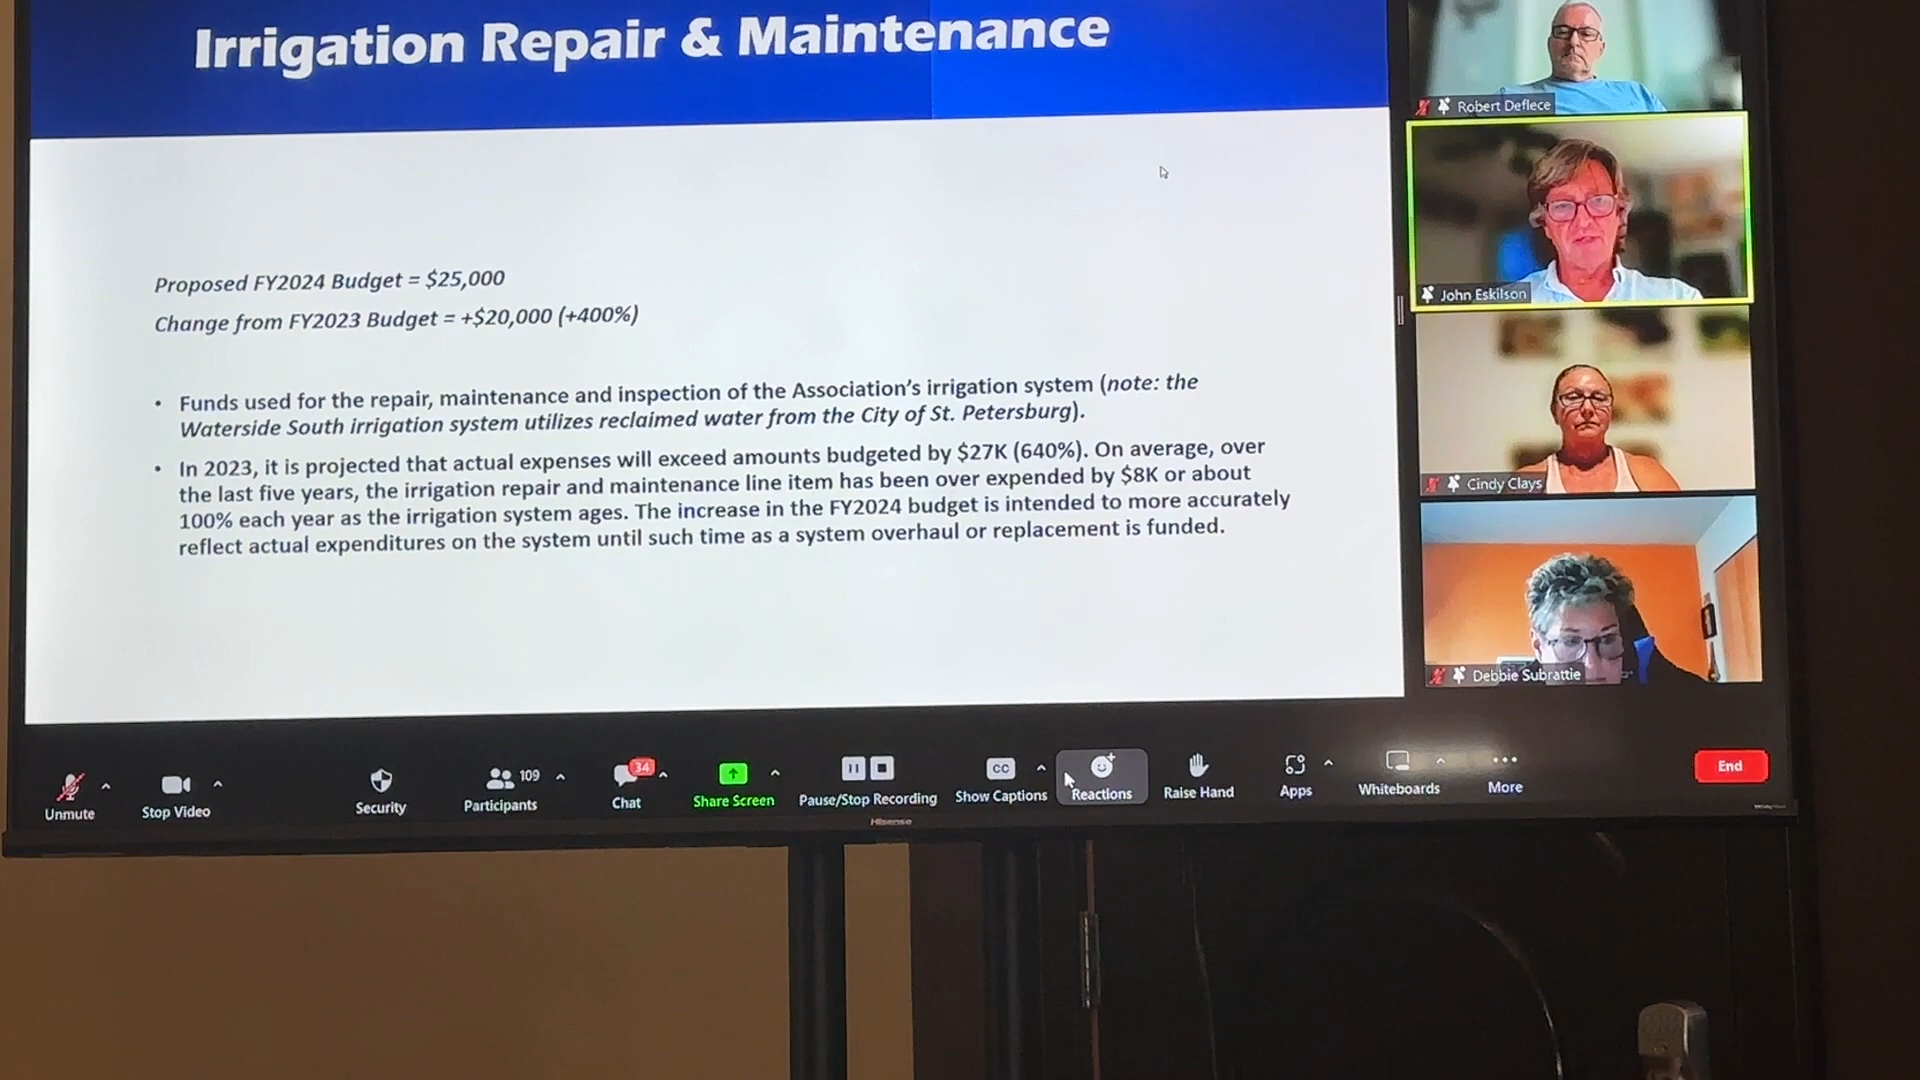 Irrigation Repair & Maintenance
Proposed FY2024 Budget = $25,000
Change from FY2023 Budget = +$20,000 (+400%)
• Funds used for the repair, maintenance and inspection of the Association's irrigation system (note: the
Waterside South irrigation system utilizes reclaimed water from the City of St. Petersburg).
• In 2023, it is projected that actual expenses will exceed amounts budgeted by $27K (640%). On average, over
the last five years, the irrigation repair and maintenance line item has been over expended by $8K or about
100% each year as the irrigation system ages. The increase in the FY2024 budget is intended to more accurately
reflect actual expenditures on the system until such time as a system overhaul or replacement is funded.
Robert Deflece
John Eskilson
Cindy Clays
Debbie Subrattie
Unmute
Stop Video
Security
109
Participants
34
Chat
Share Screen
Pause/Stop Recording
CC
Show Captions
Reactions
Raise Hand
Apps
Whiteboards
More
End
Hisense